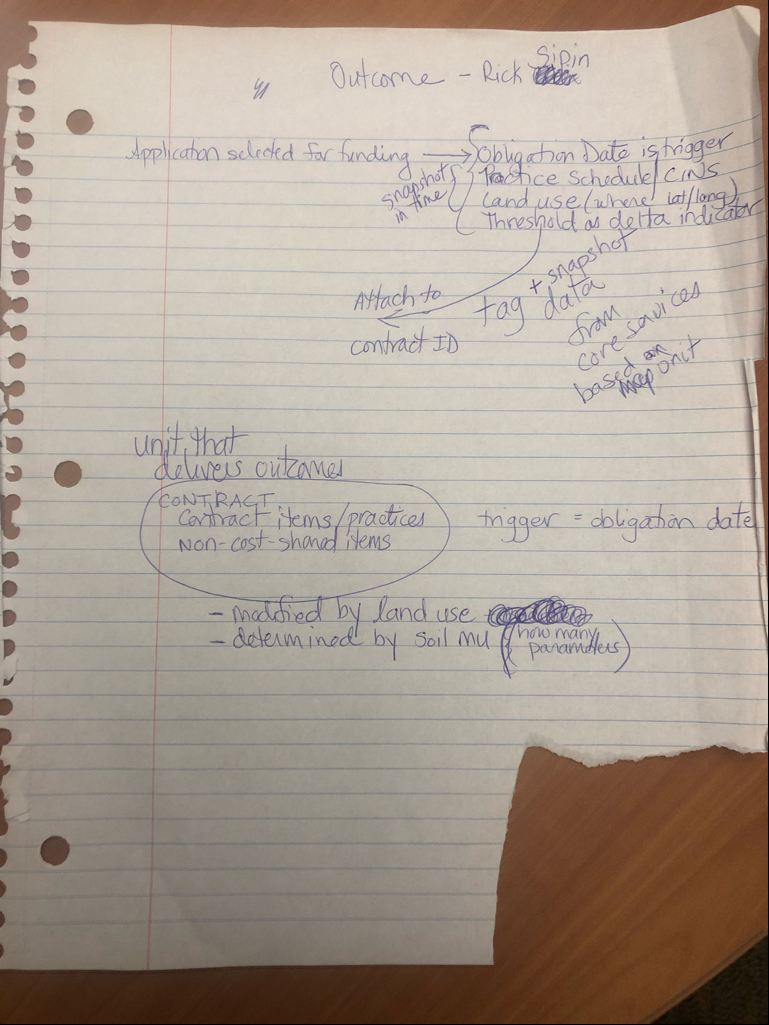 Outcome - Rick Sipin
Application selected for funding → Obligation Date is trigger
snapshot in time
Practice Schedule/CINS
Land use (where lat/long)
Threshold as delta indicator
Attach to
contract ID
tag + snapshot
data
from
core services
based on
map unit
unit that
delivers outcomes
CONTRACT
Contract items/practices
Non-cost-shared items
trigger = obligation date
- modified by land use
- determined by soil mu (how many
parameters)